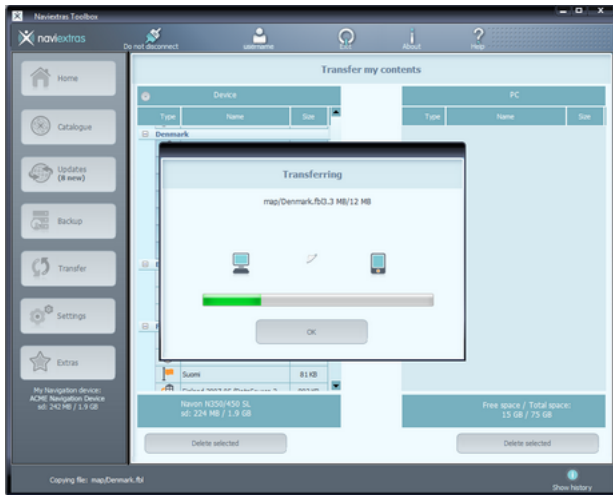 Naviextras Toolbox
naviextras
Do not disconnect
username
Exit
About
Help
Home
Catalogue
Updates
(8 new)
Backup
Transfer
Settings
Extras
My Navigation device:
ACME Navigation Device
sd: 242 MB / 1.9 GB
Transfer my contents
Device
Type Name Size
Denmark
PC
Type Name Size
Transferring
map/Denmark.fbl3.3 MB/12 MB
OK
Suomi 81 KB
Navon N350/450 SL
sd: 224 MB / 1.9 GB
Free space / Total space:
15 GB / 75 GB
Delete selected
Delete selected
Copying file: map/Denmark.fbl
Show history